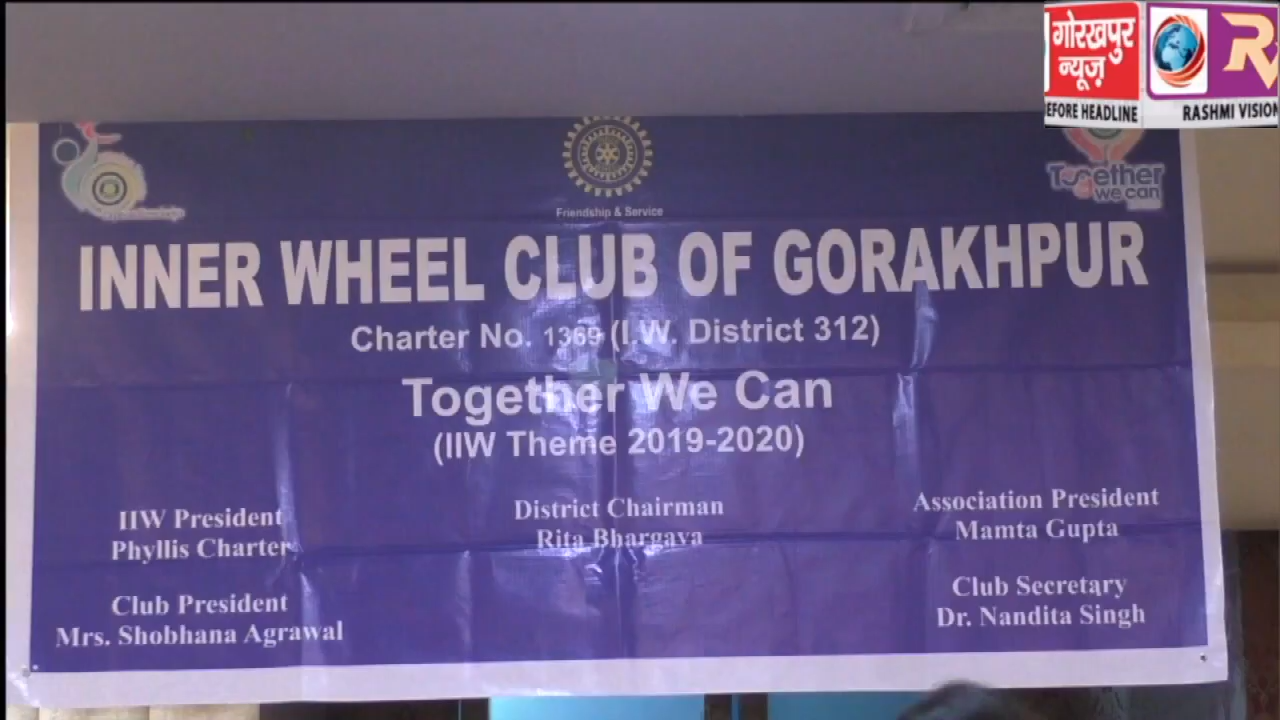 गोरखपुर
न्यूज़
EFORE HEADLINE
RASHMI VISION
Together
we can
Friendship & Service
INNER WHEEL CLUB OF GORAKHPUR
Charter No. 1369 (I.W. District 312)
Together We Can
(IIW Theme 2019-2020)
IIW President
Phyllis Charter
District Chairman
Rita Bhargava
Association President
Mamta Gupta
Club President
Mrs. Shobhana Agrawal
Club Secretary
Dr. Nandita Singh